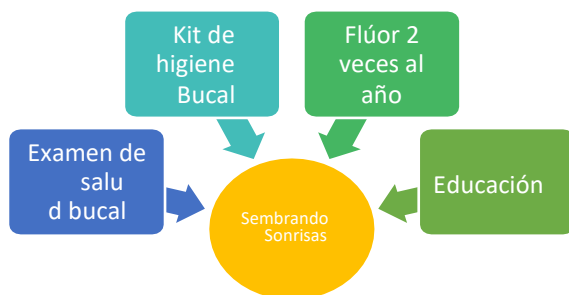 Kit de
higiene
Bucal
Flúor 2
veces al
año
Examen de
salu
d bucal
Educación
Sembrando
Sonrisas